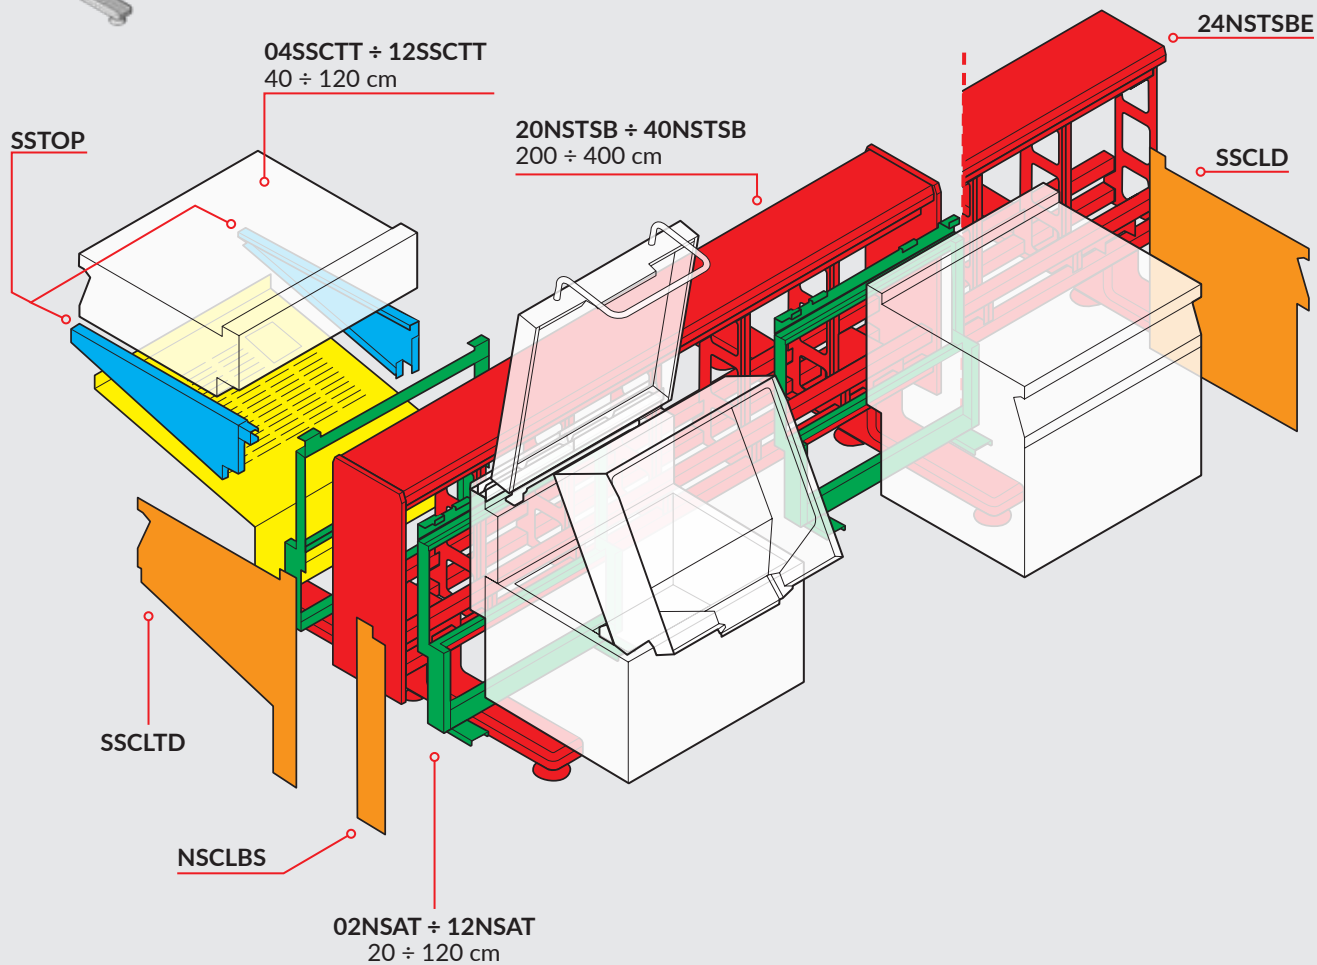 24NSTSBE
04SSCTT ÷ 12SSCTT
40 ÷ 120 cm
20NSTSB ÷ 40NSTSB
200 ÷ 400 cm
SSTOP
SSCLD
SSCLTD
NSCLBS
02NSAT ÷ 12NSAT
20 ÷ 120 cm